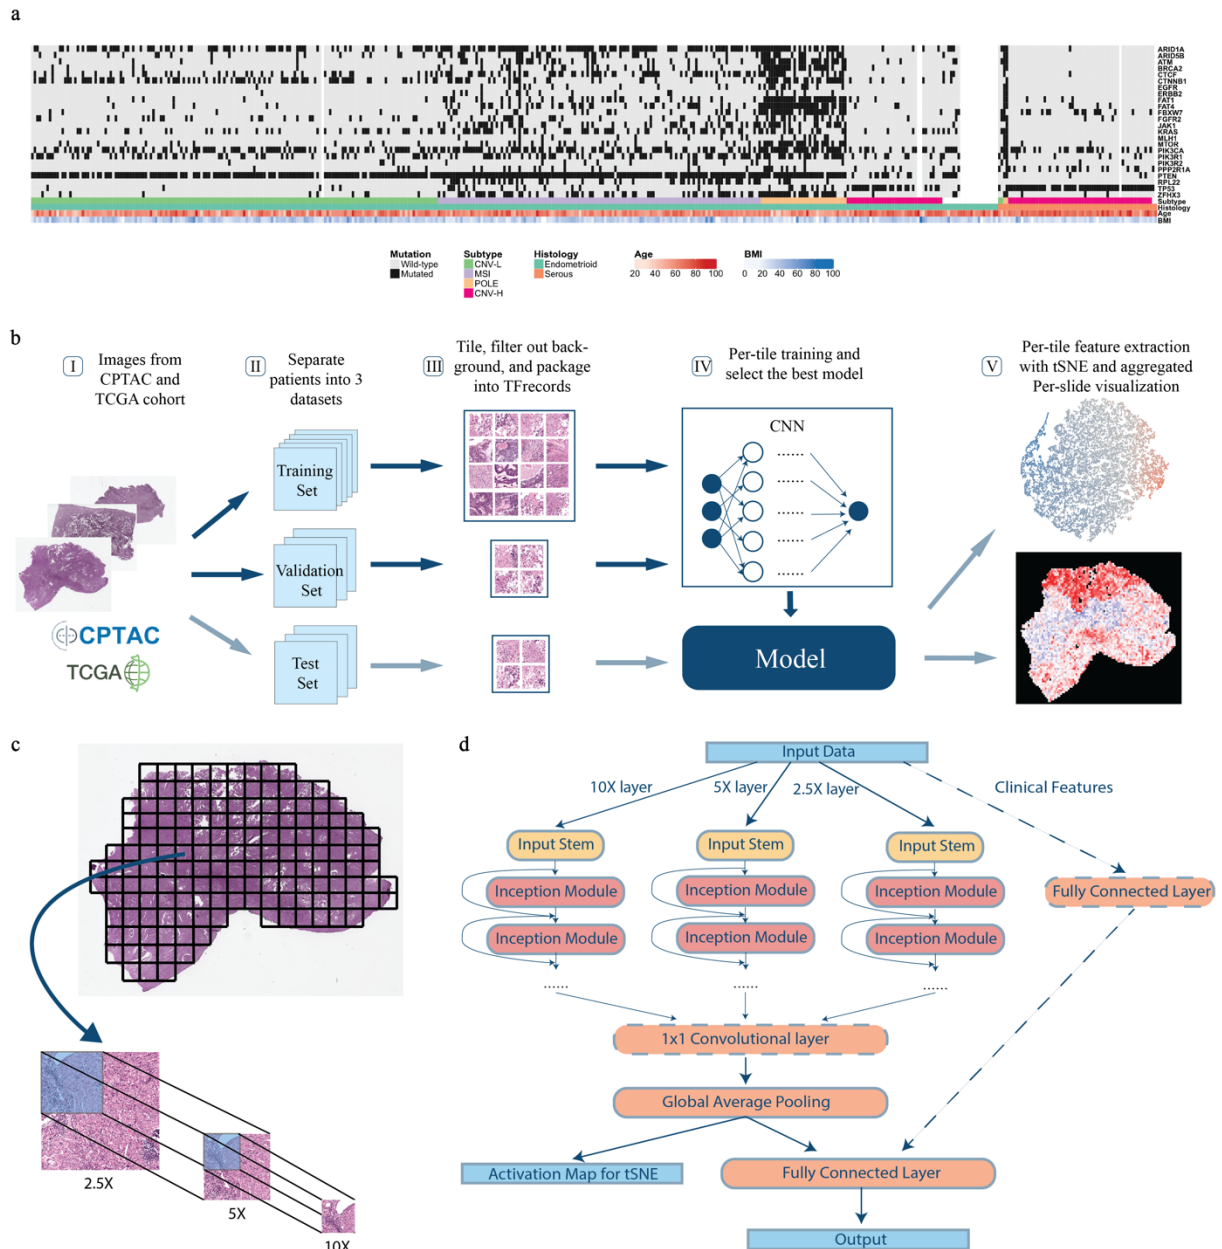 a
ARID1A
ARID5B
ATM
BRCA2
CTCF
CTNNB1
EGFR
ERBB2
FAT1
FAT4
FBXW7
FGFR2
JAK1
KRAS
MLH1
MTOR
PIK3CA
PIK3R1
PIK3R2
PPP2R1A
PTEN
RPL22
TP53
ZFHX3
Subtype
Histology
Age
BMI
Mutation
Wild-type
Mutated
Subtype
CNV-L
MSI
POLE
CNV-H
Histology
Endometrioid
Serous
Age
20 40 60 80 100
BMI
0 20 40 60 80 100
b
I
Images from
CPTAC and
TCGA cohort
II
Separate
patients into 3
datasets
III
Tile, filter out back-
ground, and package
into TFrecords
IV
Per-tile training and
select the best model
V
Per-tile feature extraction
with tSNE and aggregated
Per-slide visualization
CPTAC
TCGA
Training
Set
Validation
Set
Test
Set
CNN
......
......
......
......
......
Model
c
2.5X
5X
10X
d
Input Data
10X layer
5X layer
2.5X layer
Clinical Features
Input Stem
Input Stem
Input Stem
Inception Module
Inception Module
Inception Module
Fully Connected Layer
Inception Module
Inception Module
Inception Module
......
......
......
1x1 Convolutional layer
Global Average Pooling
Activation Map for tSNE
Fully Connected Layer
Output